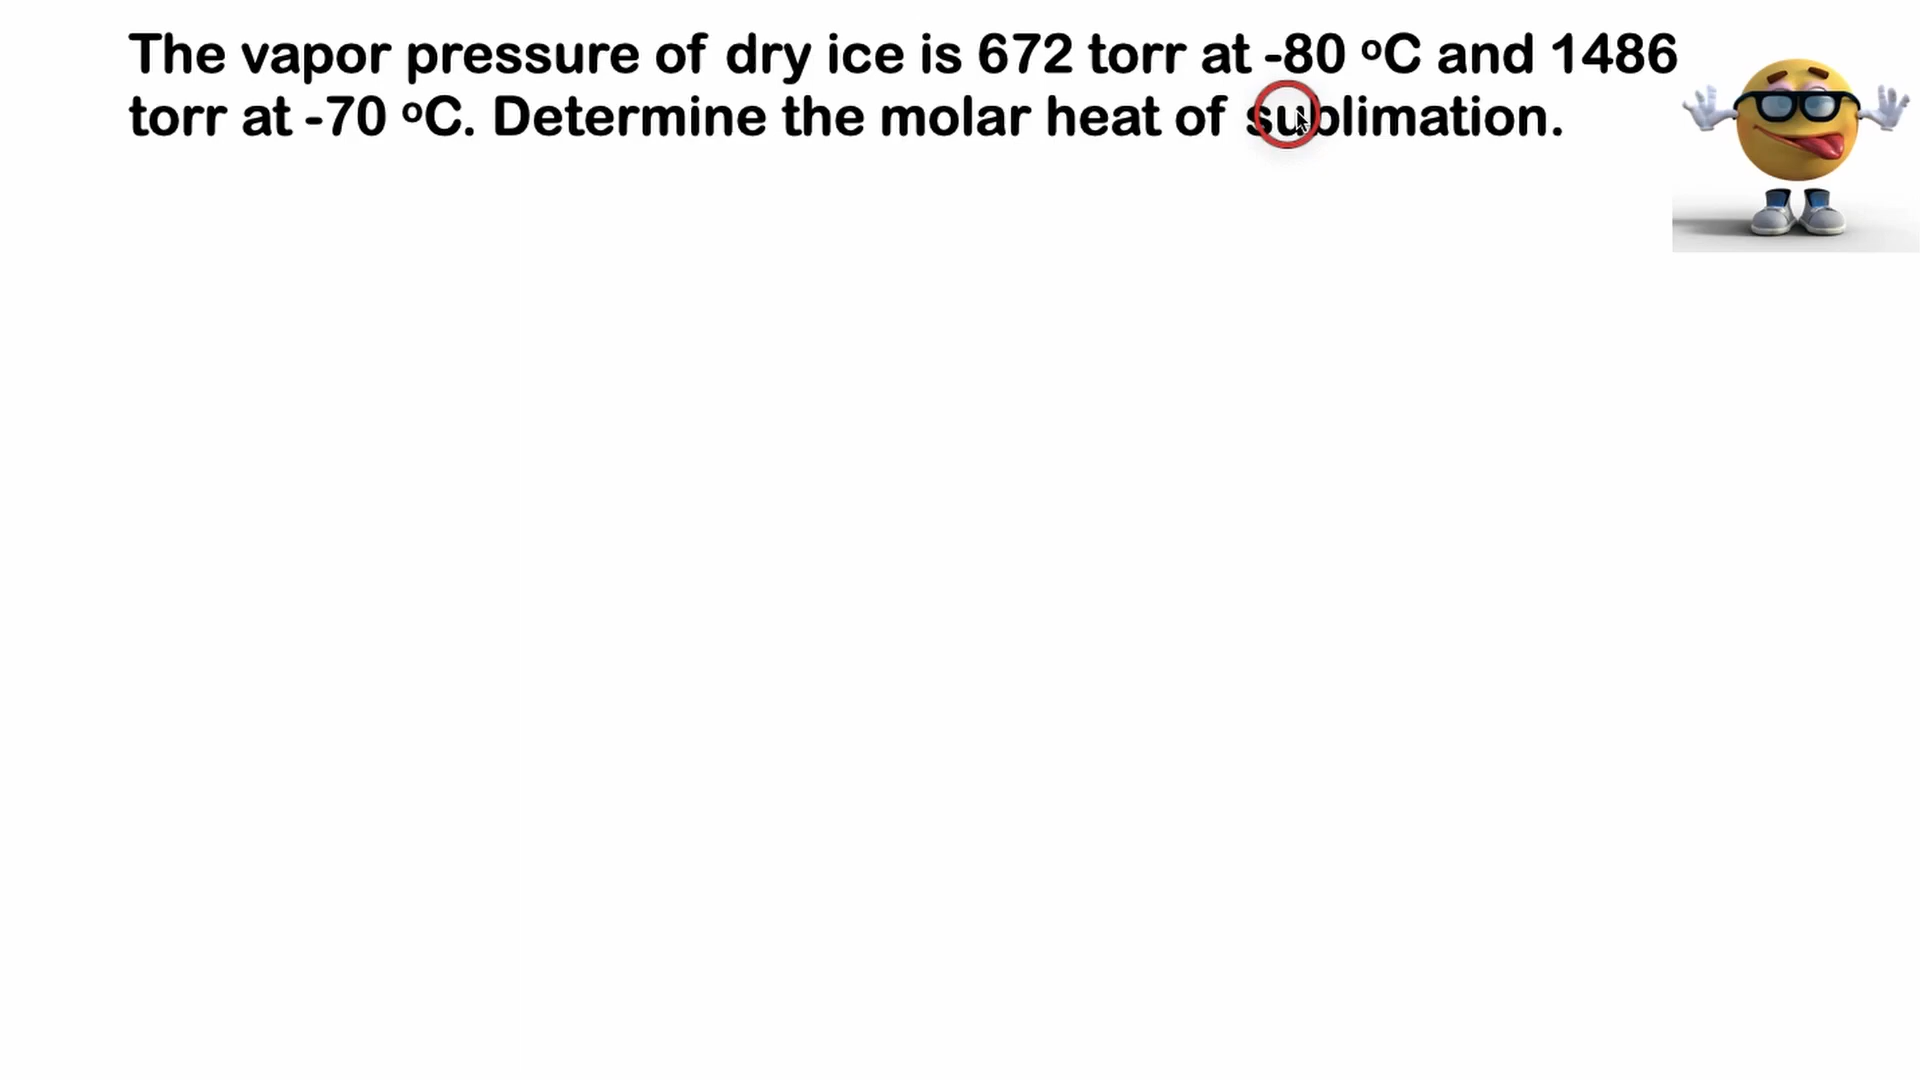 The vapor pressure of dry ice is 672 torr at -80 ºC and 1486
torr at -70 ºC. Determine the molar heat of sublimation.